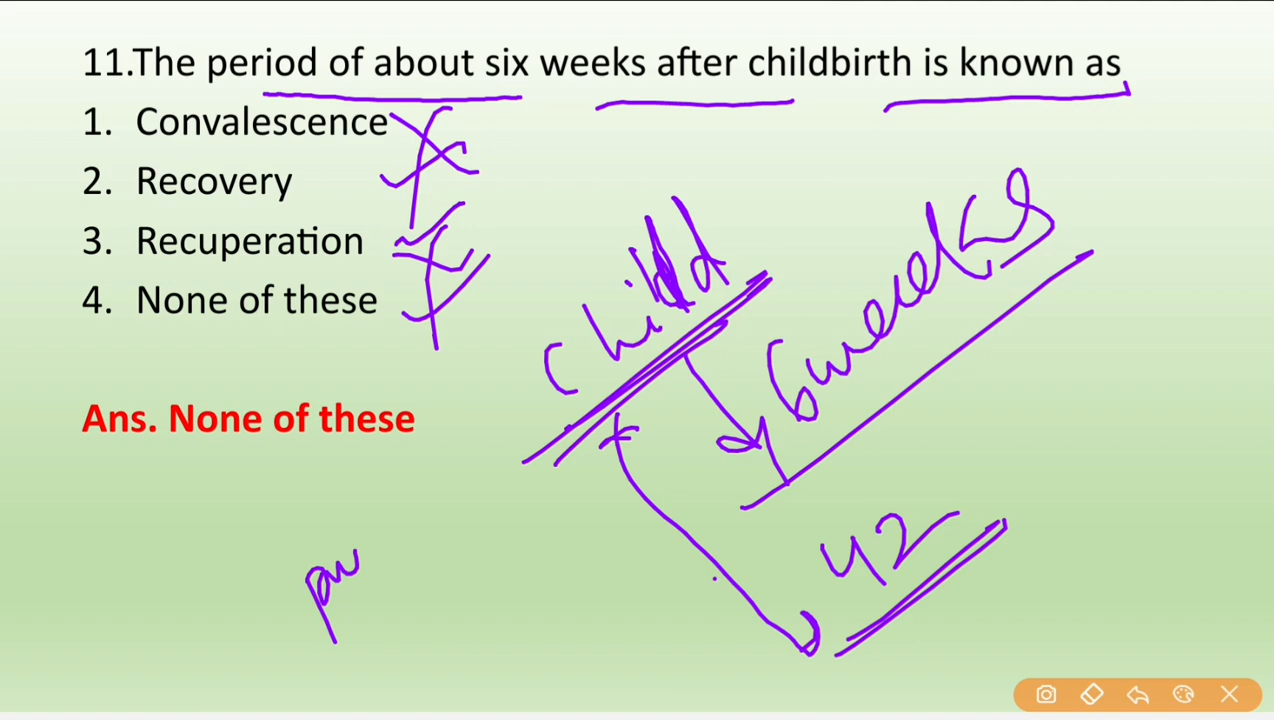 11.The period of about six weeks after childbirth is known as
1. Convalescence
2. Recovery
3. Recuperation
4. None of these
Child
6weeks
Ans. None of these
42
pu